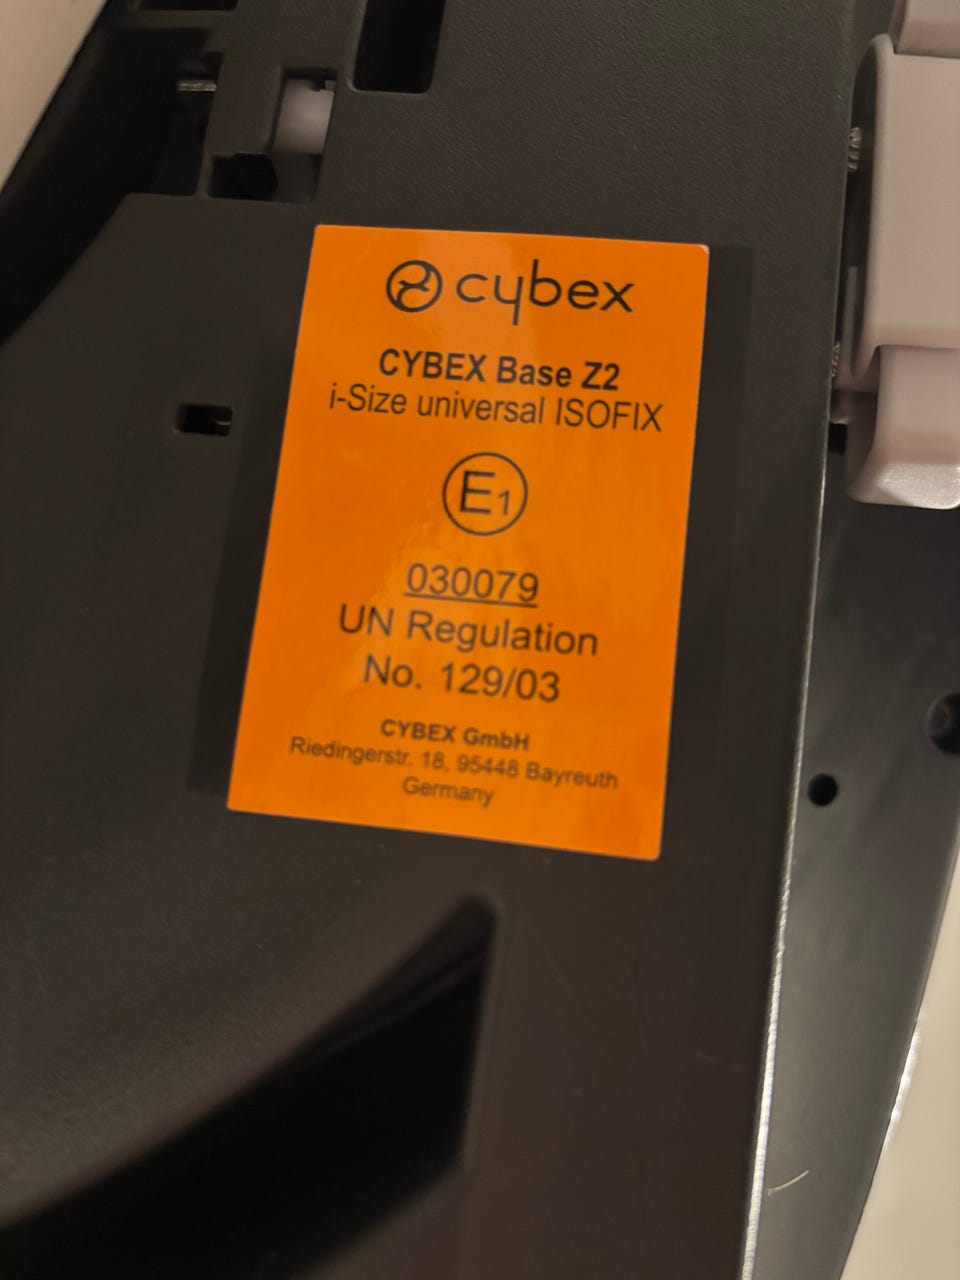 cybex
CYBEX Base Z2
i-Size universal ISOFIX
E1
030079
UN Regulation
No. 129/03
CYBEX GmbH
Riedingerstr. 18, 95448 Bayreuth
Germany